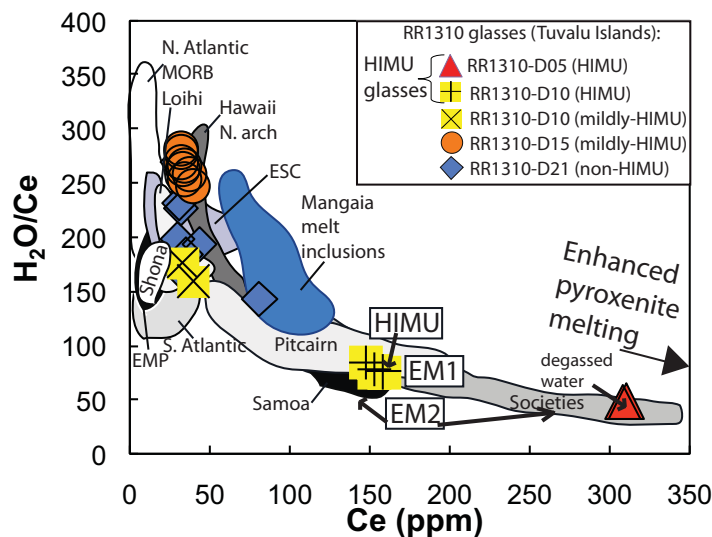 RR1310 glasses (Tuvalu Islands):
HIMU
glasses
RR1310-D05 (HIMU)
RR1310-D10 (HIMU)
RR1310-D10 (mildly-HIMU)
RR1310-D15 (mildly-HIMU)
RR1310-D21 (non-HIMU)
N. Atlantic
MORB
Loihi
Hawaii
N. arch
ESC
Mangaia
melt
inclusions
Shona
EMP
S. Atlantic
Pitcairn
Samoa
HIMU
EM1
EM2
Societies
degassed
water
Enhanced
pyroxenite
melting
H₂O/Ce
400
350
300
250
200
150
100
50
0
0
50
100
150
200
250
300
350
Ce (ppm)